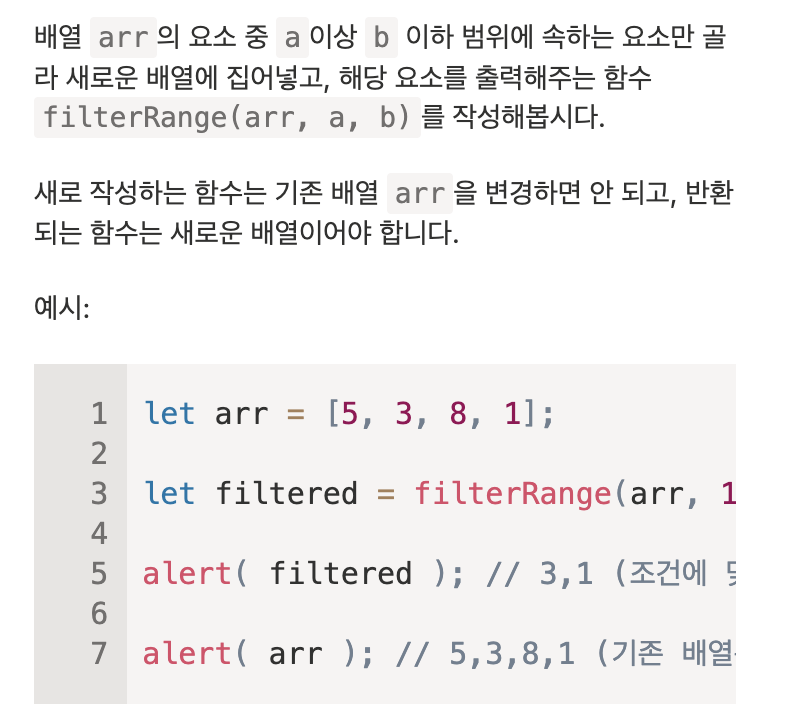 배열 arr의 요소 중 a이상 b 이하 범위에 속하는 요소만 골
라 새로운 배열에 집어넣고, 해당 요소를 출력해주는 함수
filterRange(arr, a, b)를 작성해봅시다.
새로 작성하는 함수는 기존 배열 arr을 변경하면 안 되고, 반환
되는 함수는 새로운 배열이어야 합니다.
예시:
1 let arr = [5, 3, 8, 1];
2
3 let filtered = filterRange(arr, 1
4
5 alert( filtered ); // 3,1 (조건에
6
7 alert( arr ); // 5,3,8,1 (기존 배열